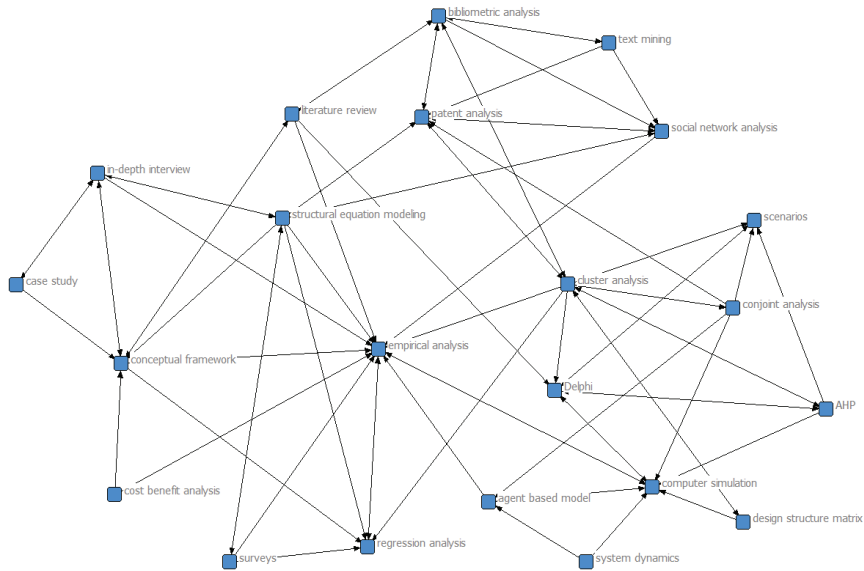 bibliometric analysis
text mining
literature review
patent analysis
social network analysis
in-depth interview
structural equation modeling
scenarios
case study
cluster analysis
conjoint analysis
empirical analysis
conceptual framework
Delphi
AHP
cost benefit analysis
agent based model
computer simulation
design structure matrix
regression analysis
surveys
system dynamics